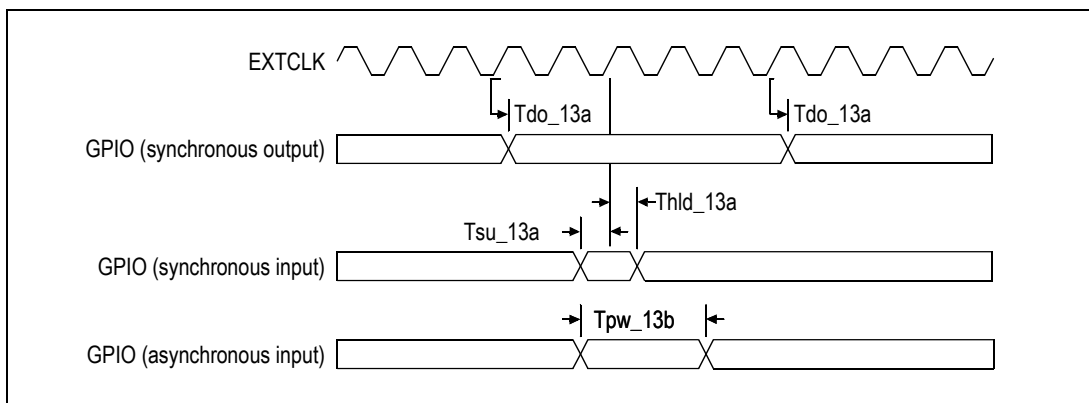 EXTCLK
Tdo_13a Tdo_13a
GPIO (synchronous output)
Thld_13a
Tsu_13a
GPIO (synchronous input)
Tpw_13b
GPIO (asynchronous input)